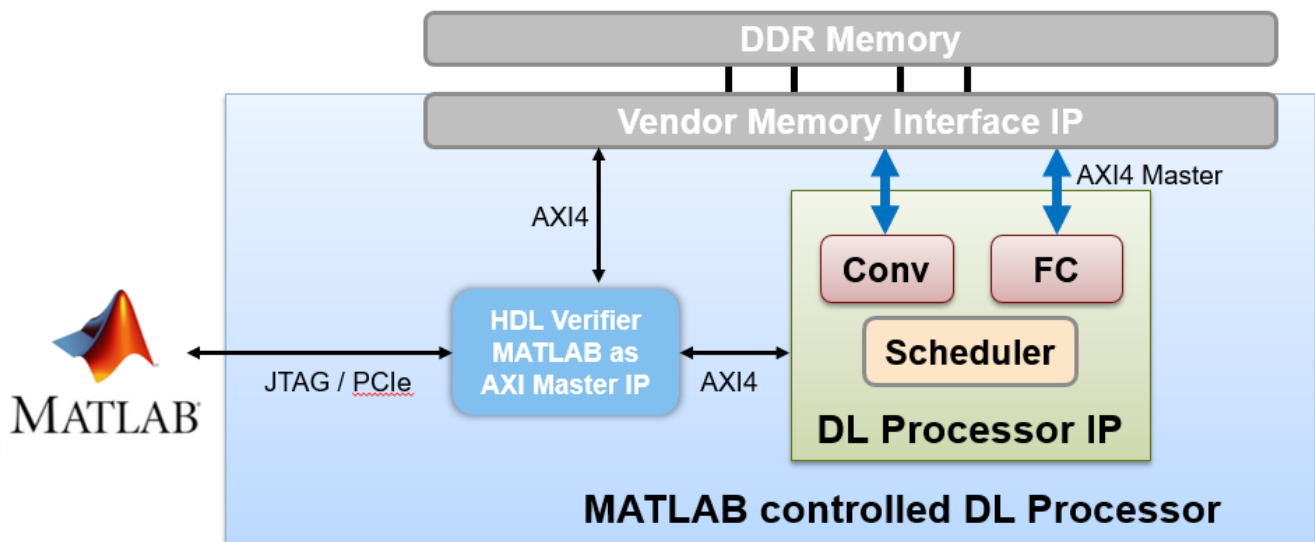 DDR Memory
Vendor Memory Interface IP
AXI4 Master
AXI4
Conv
FC
HDL Verifier
MATLAB as
AXI Master IP
Scheduler
JTAG / PCIe
AXI4
MATLAB®
DL Processor IP
MATLAB controlled DL Processor